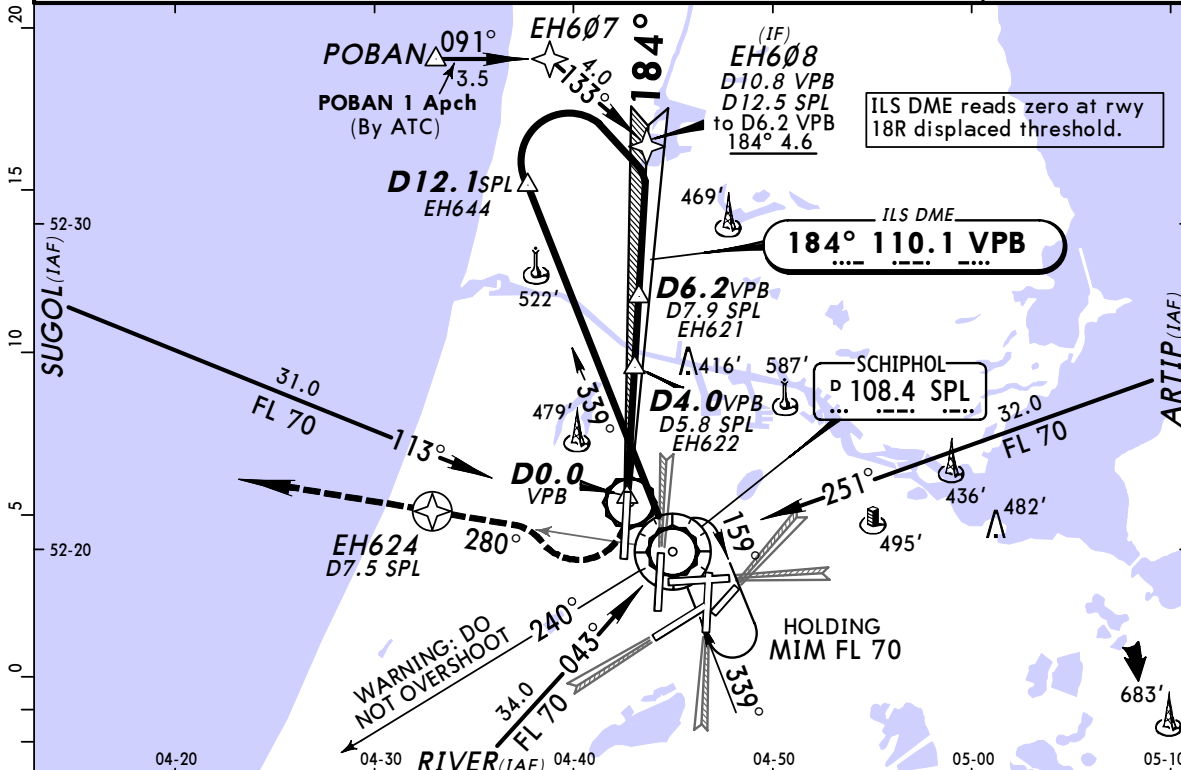 20
15
10
5
0
52-30
52-20
04-20
04-30
04-40
04-50
05-00
05-10
POBAN
091°
3.5
POBAN 1 Apch
(By ATC)
EH6Ø7
4.0
133°
184°
(IF)
EH6Ø8
D10.8 VPB
D12.5 SPL
to D6.2 VPB
184° 4.6
ILS DME reads zero at rwy
18R displaced threshold.
D12.1SPL
EH644
469'
ILS DME
184° 110.1 VPB
522'
D6.2VPB
D7.9 SPL
EH621
SUGOL(IAF)
31.0
FL 70
113°
339°
479'
416'
587'
D4.0VPB
D5.8 SPL
EH622
SCHIPHOL
D 108.4 SPL
ARTIP(IAF)
32.0
FL 70
251°
436'
482'
495'
D0.0
VPB
EH624
D7.5 SPL
280°
159°
240°
WARNING: DO
NOT OVERSHOOT
043°
34.0
FL 70
RIVER(IAF)
HOLDING
MIM FL 70
339°
683'